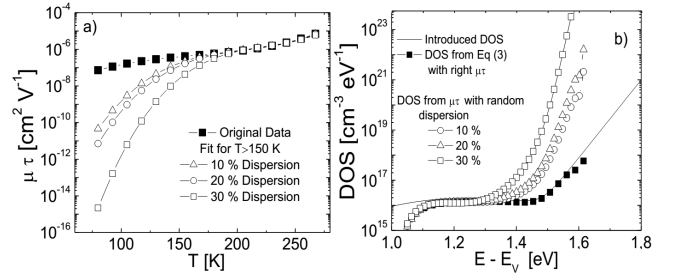 a)
10^-4
10^-6
10^-8
10^-10
10^-12
10^-14
10^-16
μ τ [cm^2 V^-1]
Original Data
Fit for T>150 K
10 % Dispersion
20 % Dispersion
30 % Dispersion
100 150 200 250
T [K]
b)
10^23
10^21
10^19
10^17
10^15
DOS [cm^-3 eV^-1]
Introduced DOS
DOS from Eq (3)
with right μτ
DOS from μτ with random
dispersion
10 %
20 %
30 %
1.0 1.2 1.4 1.6 1.8
E - E_V [eV]